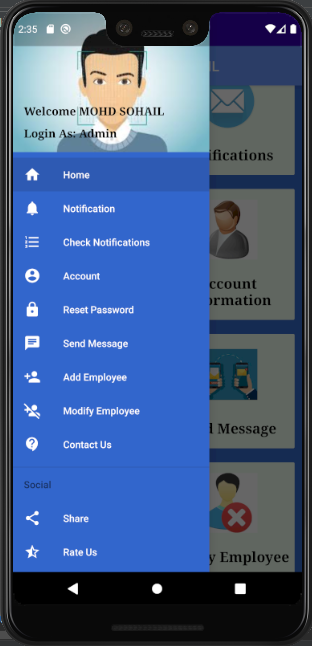 2:35
L
Welcome MOHD SOHAIL
Login As: Admin
Home
Notification
Check Notifications
Account
Reset Password
Send Message
Add Employee
Modify Employee
Contact Us
Social
Share
Rate Us
ifications
ccount
ormation
d Message
y Employee